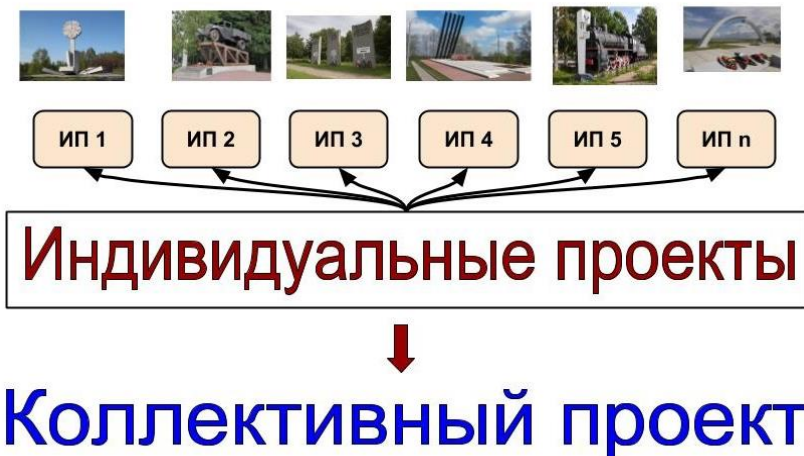 ИП 1 ИП 2 ИП 3 ИП 4 ИП 5 ИП n
Индивидуальные проекты
Коллективный проект